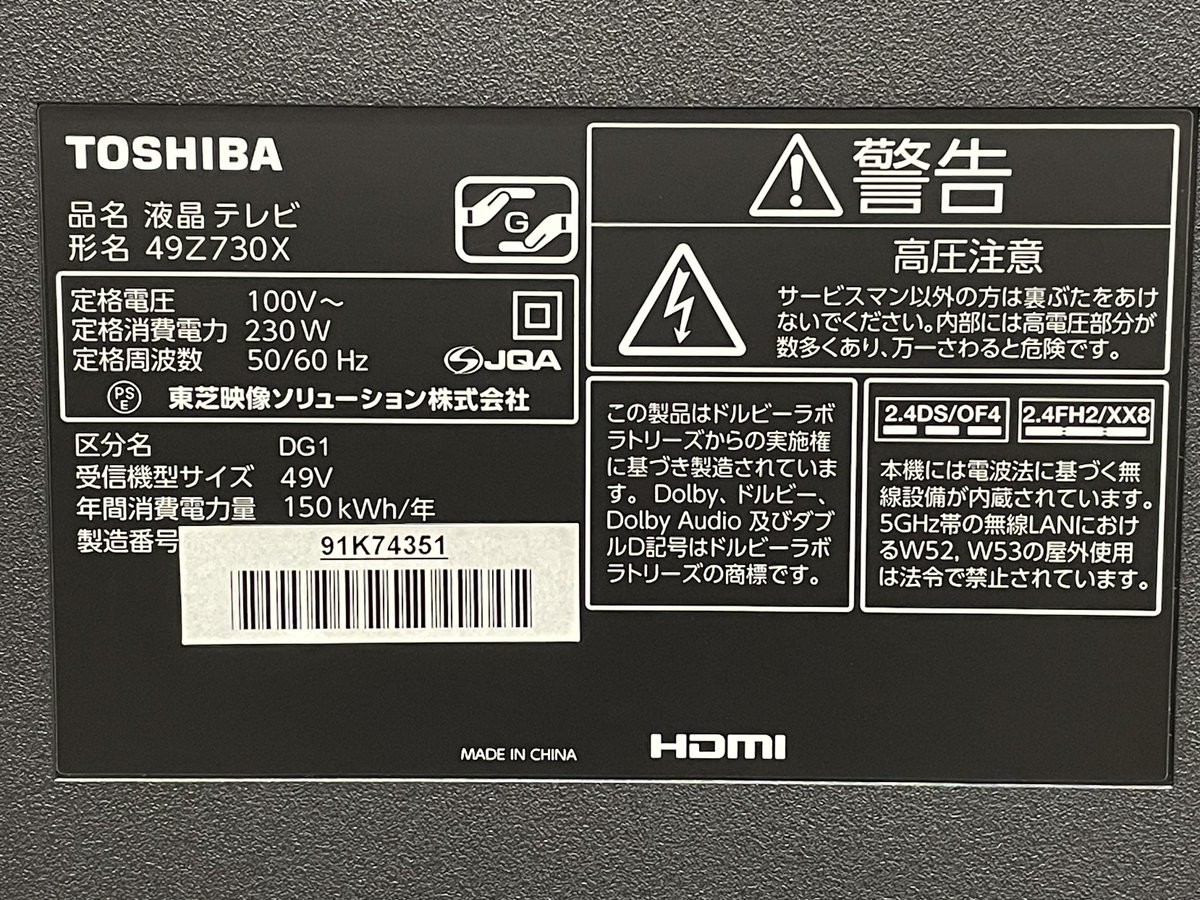 TOSHIBA
品名 液晶テレビ
形名 49Z730X
G
定格電圧 100V～
定格消費電力 230W
定格周波数 50/60 Hz
JQA
PS
E
東芝映像ソリューション株式会社
区分名 DG1
受信機型サイズ 49V
年間消費電力量 150kWh/年
製造番号
91K74351
MADE IN CHINA
警告
高圧注意
サービスマン以外の方は裏ぶたをあけ
ないでください。内部には高電圧部分が
数多くあり、万一さわると危険です。
この製品はドルビーラボ
ラトリーズからの実施権
に基づき製造されていま
す。Dolby、ドルビー、
Dolby Audio 及びダブ
ルD記号はドルビーラボ
ラトリーズの商標です。
2.4DS/OF4 2.4FH2/XX8
本機には電波法に基づく無
線設備が内蔵されています。
5GHz帯の無線LANにおけ
るW52, W53の屋外使用
は法令で禁止されています。
HDMI